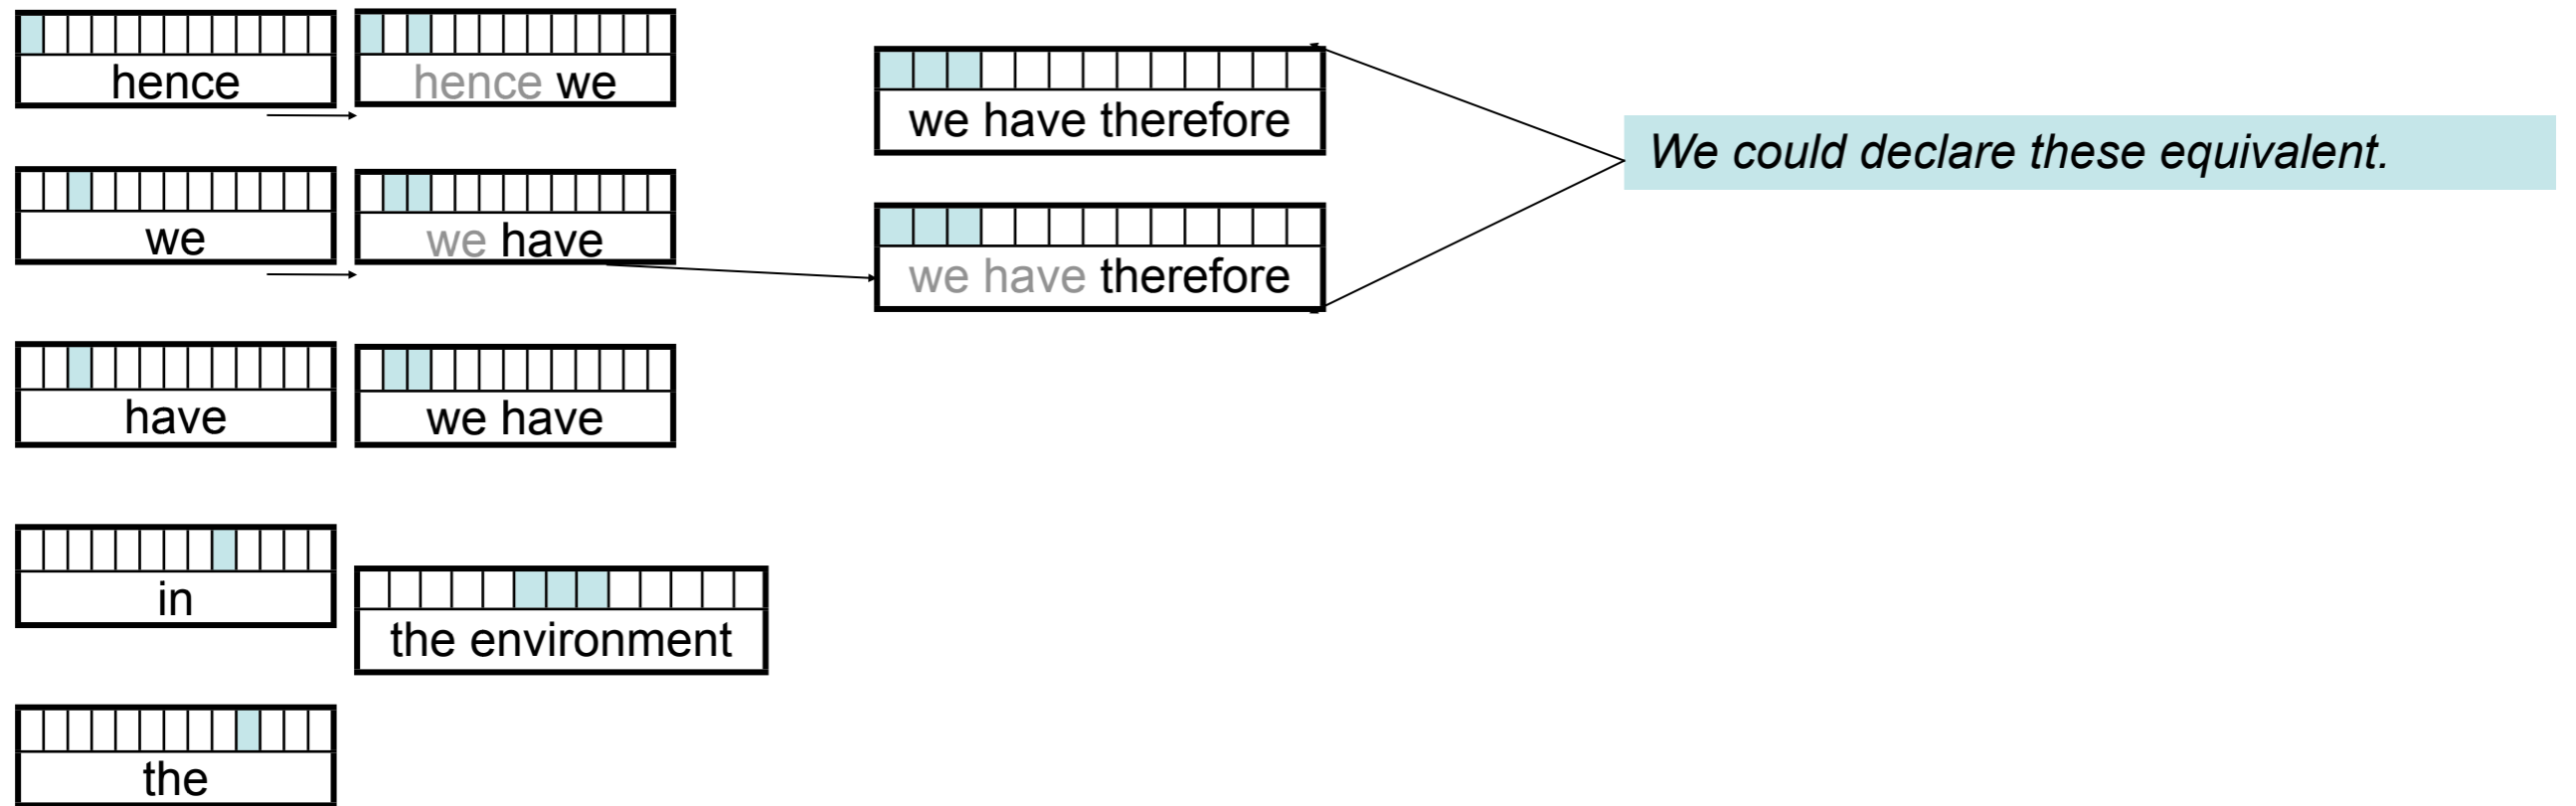 hence
hence we
we have therefore
We could declare these equivalent.
we
we have
we have therefore
have
we have
in
the environment
the